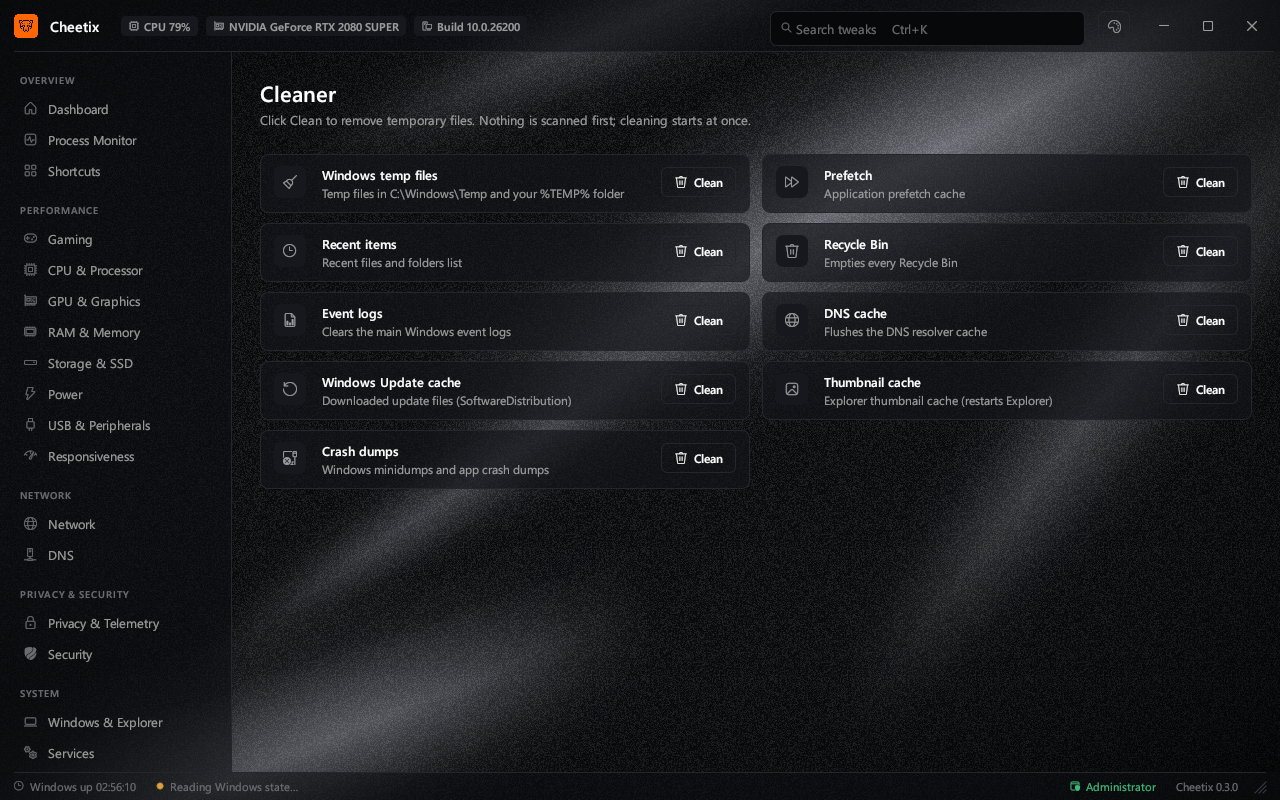 Cheetix
CPU 79%
NVIDIA GeForce RTX 2080 SUPER
Build 10.0.26200
Search tweaks Ctrl+K
OVERVIEW
Dashboard
Process Monitor
Shortcuts
PERFORMANCE
Gaming
CPU & Processor
GPU & Graphics
RAM & Memory
Storage & SSD
Power
USB & Peripherals
Responsiveness
NETWORK
Network
DNS
PRIVACY & SECURITY
Privacy & Telemetry
Security
SYSTEM
Windows & Explorer
Services
Cleaner
Click Clean to remove temporary files. Nothing is scanned first; cleaning starts at once.
Windows temp files
Temp files in C:\Windows\Temp and your %TEMP% folder
Clean
Prefetch
Application prefetch cache
Clean
Recent items
Recent files and folders list
Clean
Recycle Bin
Empties every Recycle Bin
Clean
Event logs
Clears the main Windows event logs
Clean
DNS cache
Flushes the DNS resolver cache
Clean
Windows Update cache
Downloaded update files (SoftwareDistribution)
Clean
Thumbnail cache
Explorer thumbnail cache (restarts Explorer)
Clean
Crash dumps
Windows minidumps and app crash dumps
Clean
Windows up 02:56:10
Reading Windows state...
Administrator
Cheetix 0.3.0